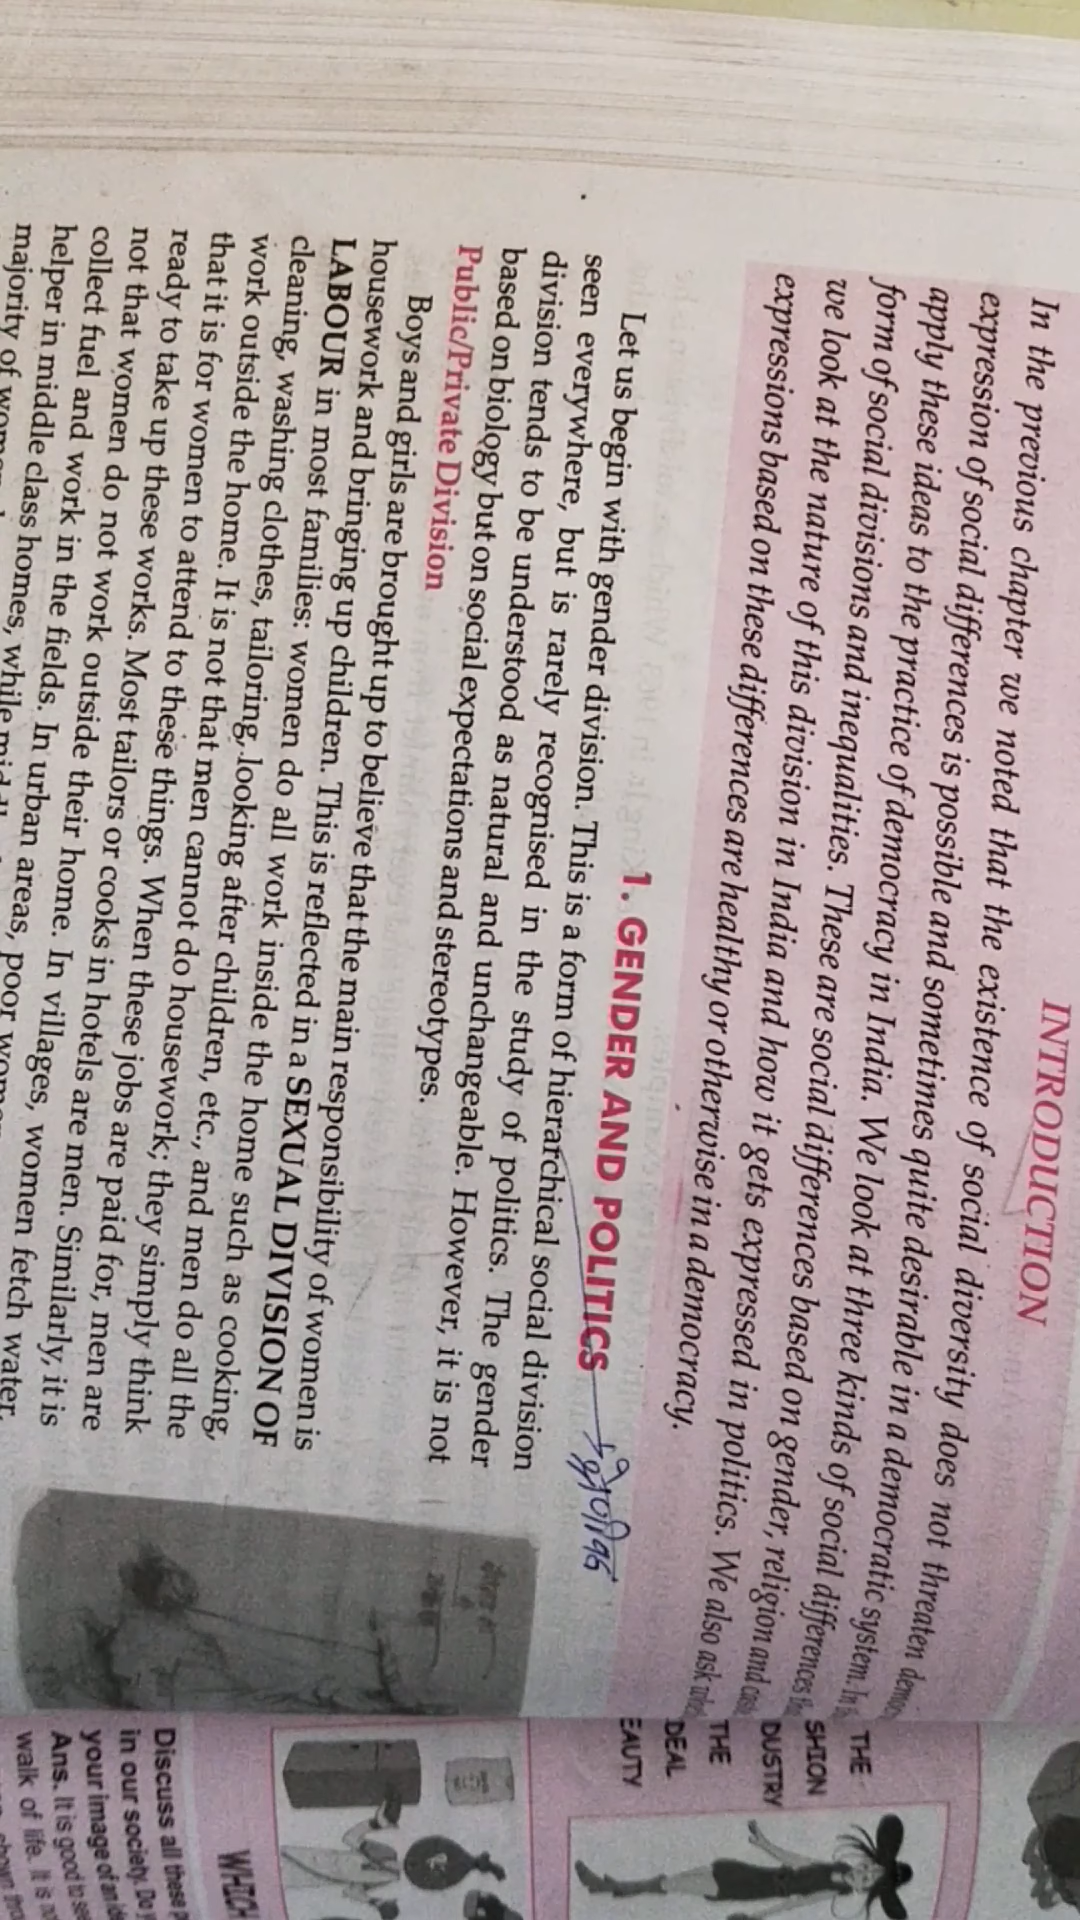 INTRODUCTION
In the previous chapter we noted that the existence of social diversity does not threaten
expression of social differences is possible and sometimes quite desirable in a democratic system.
apply these ideas to the practice of democracy in India. We look at three kinds of social differences
form of social divisions and inequalities. These are social differences based on gender, religion and
we look at the nature of this division in India and how it gets expressed in politics. We also ask
expressions based on these differences are healthy or otherwise in a democracy.
1. GENDER AND POLITICS
Let us begin with gender division. This is a form of hierarchical social division
seen everywhere, but is rarely recognised in the study of politics. The gender
division tends to be understood as natural and unchangeable. However, it is not
based on biology but on social expectations and stereotypes.
Public/Private Division
Boys and girls are brought up to believe that the main responsibility of women is
housework and bringing up children. This is reflected in a SEXUAL DIVISION OF
LABOUR in most families: women do all work inside the home such as cooking,
cleaning, washing clothes, tailoring, looking after children, etc., and men do all the
work outside the home. It is not that men cannot do housework; they simply think
that it is for women to attend to these things. When these jobs are paid for, men are
ready to take up these works. Most tailors or cooks in hotels are men. Similarly, it is
not that women do not work outside their home. In villages, women fetch water,
collect fuel and work in the fields. In urban areas, poor
helper in middle class homes, while
majority of
THE
SHION
DUSTRY
THE
DEAL
EAUTY
WHICH
Discuss all these
in our society. Do
your image of an
Ans. It is good to see
walk of life. It is